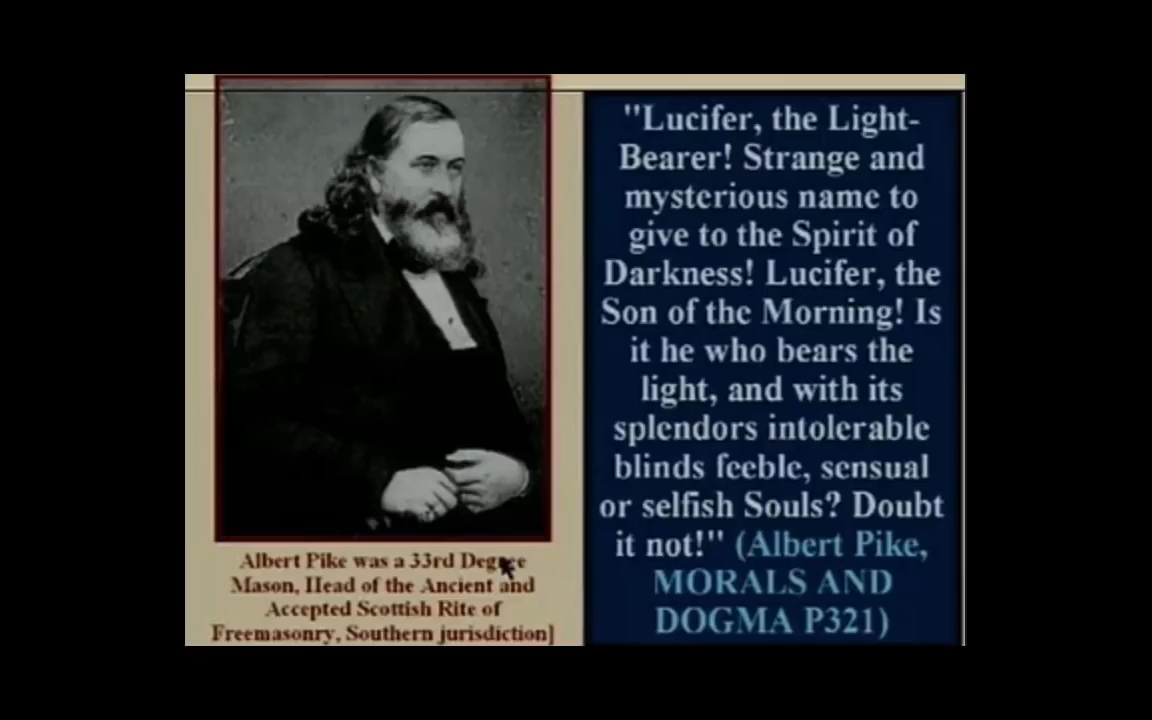 Albert Pike was a 33rd Degree
Mason, Head of the Ancient and
Accepted Scottish Rite of
Freemasonry, Southern jurisdiction]
"Lucifer, the Light-
Bearer! Strange and
mysterious name to
give to the Spirit of
Darkness! Lucifer, the
Son of the Morning! Is
it he who bears the
light, and with its
splendors intolerable
blinds feeble, sensual
or selfish Souls? Doubt
it not!" (Albert Pike,
MORALS AND
DOGMA P321)